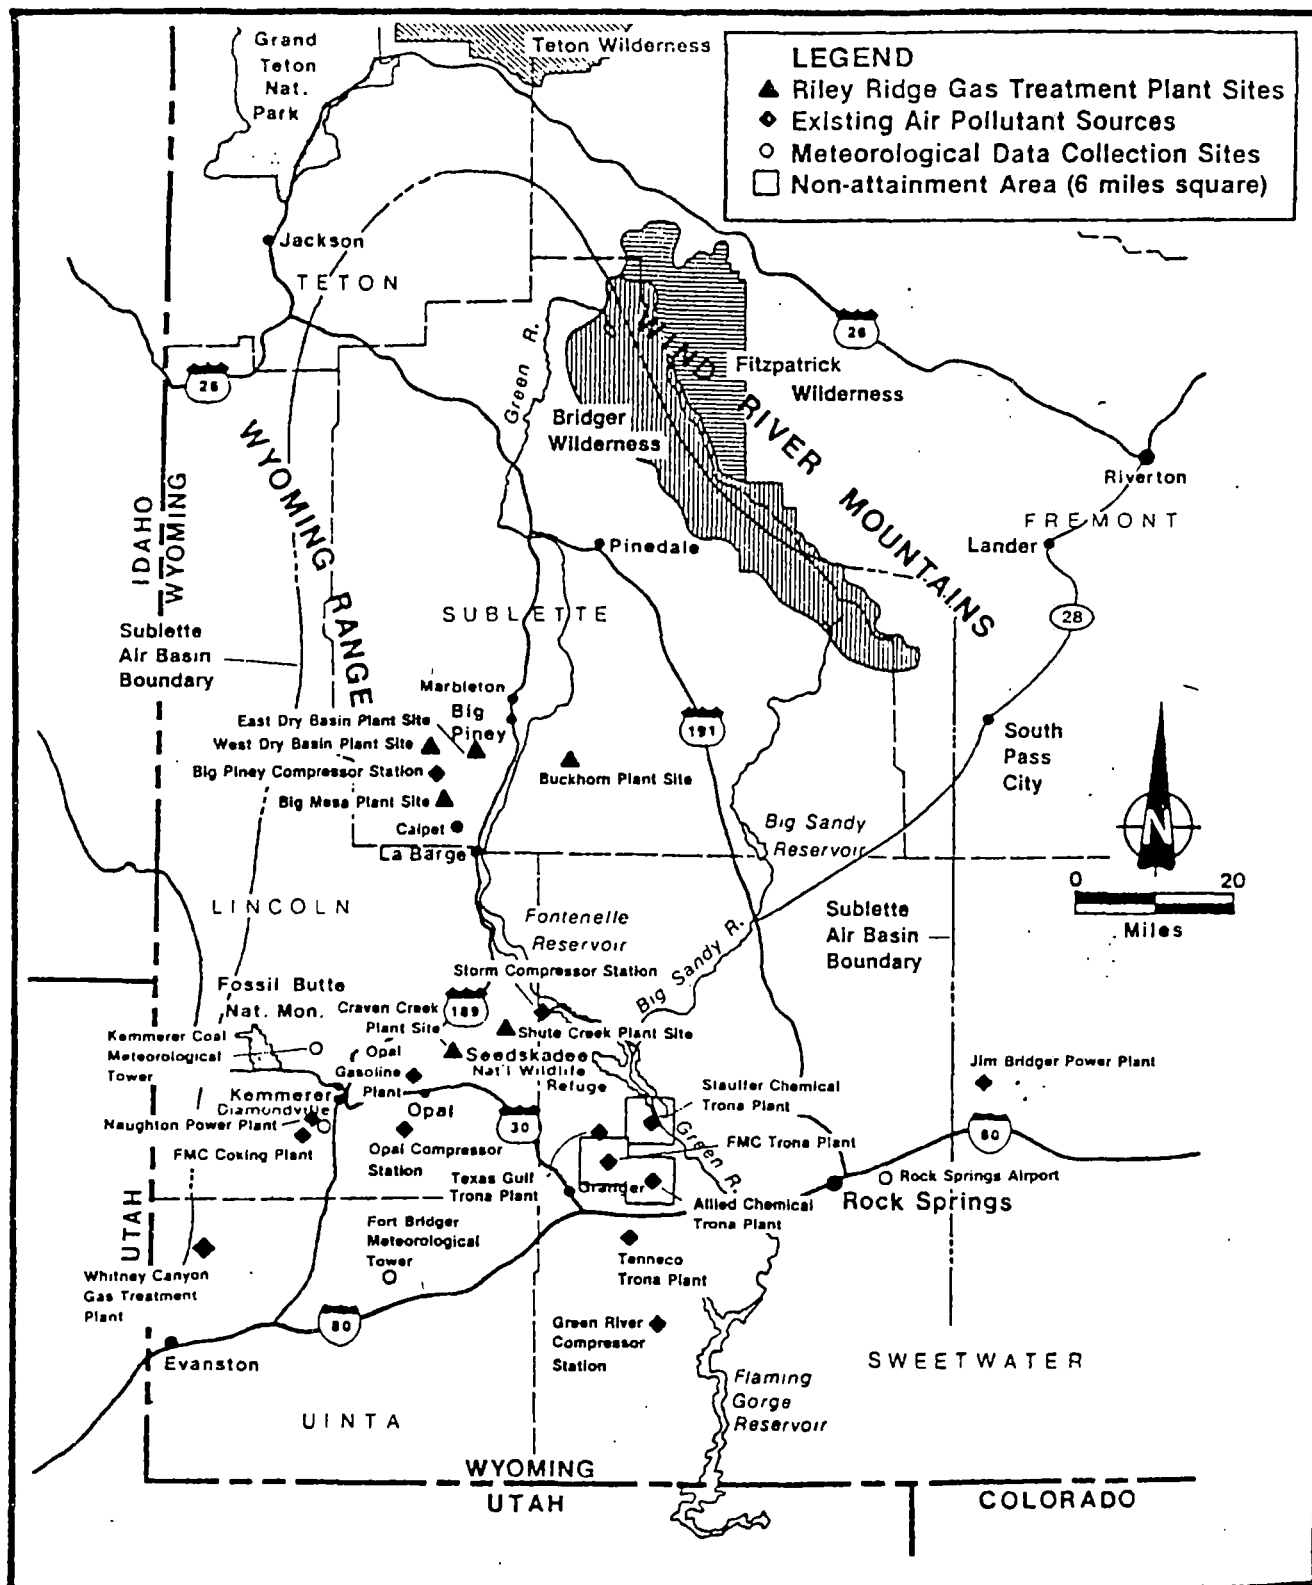 Grand
Teton
Nat.
Park
Teton Wilderness
LEGEND
Riley Ridge Gas Treatment Plant Sites
Existing Air Pollutant Sources
Meteorological Data Collection Sites
Non-attainment Area (6 miles square)
Jackson
TETON
26
26
Green R.
WIND RIVER MOUNTAINS
Fitzpatrick
Wilderness
Bridger
Wilderness
WYOMING RANGE
Riverton
FREMONT
Lander
28
IDAHO
WYOMING
Pinedale
SUBLETTE
Sublette
Air Basin
Boundary
Marbleton
Big
Piney
East Dry Basin Plant Site
West Dry Basin Plant Site
Big Piney Compressor Station
Big Mesa Plant Site
Buckhorn Plant Site
191
South
Pass
City
N
Calpet
La Barge
Big Sandy
Reservoir
0 20
Miles
LINCOLN
Fontenelle
Reservoir
Sublette
Air Basin
Boundary
Big Sandy R.
Storm Compressor Station
Fossil Butte
Nat. Mon.
Craven Creek
Plant Site
189
Shute Creek Plant Site
Kemmerer Coal
Meteorological
Tower
Opal
Gasoline
Plant
Seedskadee
Nat'l Wildlife
Refuge
Jim Bridger Power Plant
Kemmerer
Diamondville
Opal
Stauffer Chemical
Trona Plant
Naughton Power Plant
FMC Coking Plant
Opal Compressor
Station
30
FMC Trona Plant
Green R.
80
Texas Gulf
Trona Plant
Granger
Rock Springs Airport
Rock Springs
Allied Chemical
Trona Plant
UTAH
Fort Bridger
Meteorological
Tower
Tenneco
Trona Plant
Whitney Canyon
Gas Treatment
Plant
80
Green River
Compressor
Station
Evanston
SWEETWATER
Flaming
Gorge
Reservoir
UINTA
WYOMING
UTAH
COLORADO